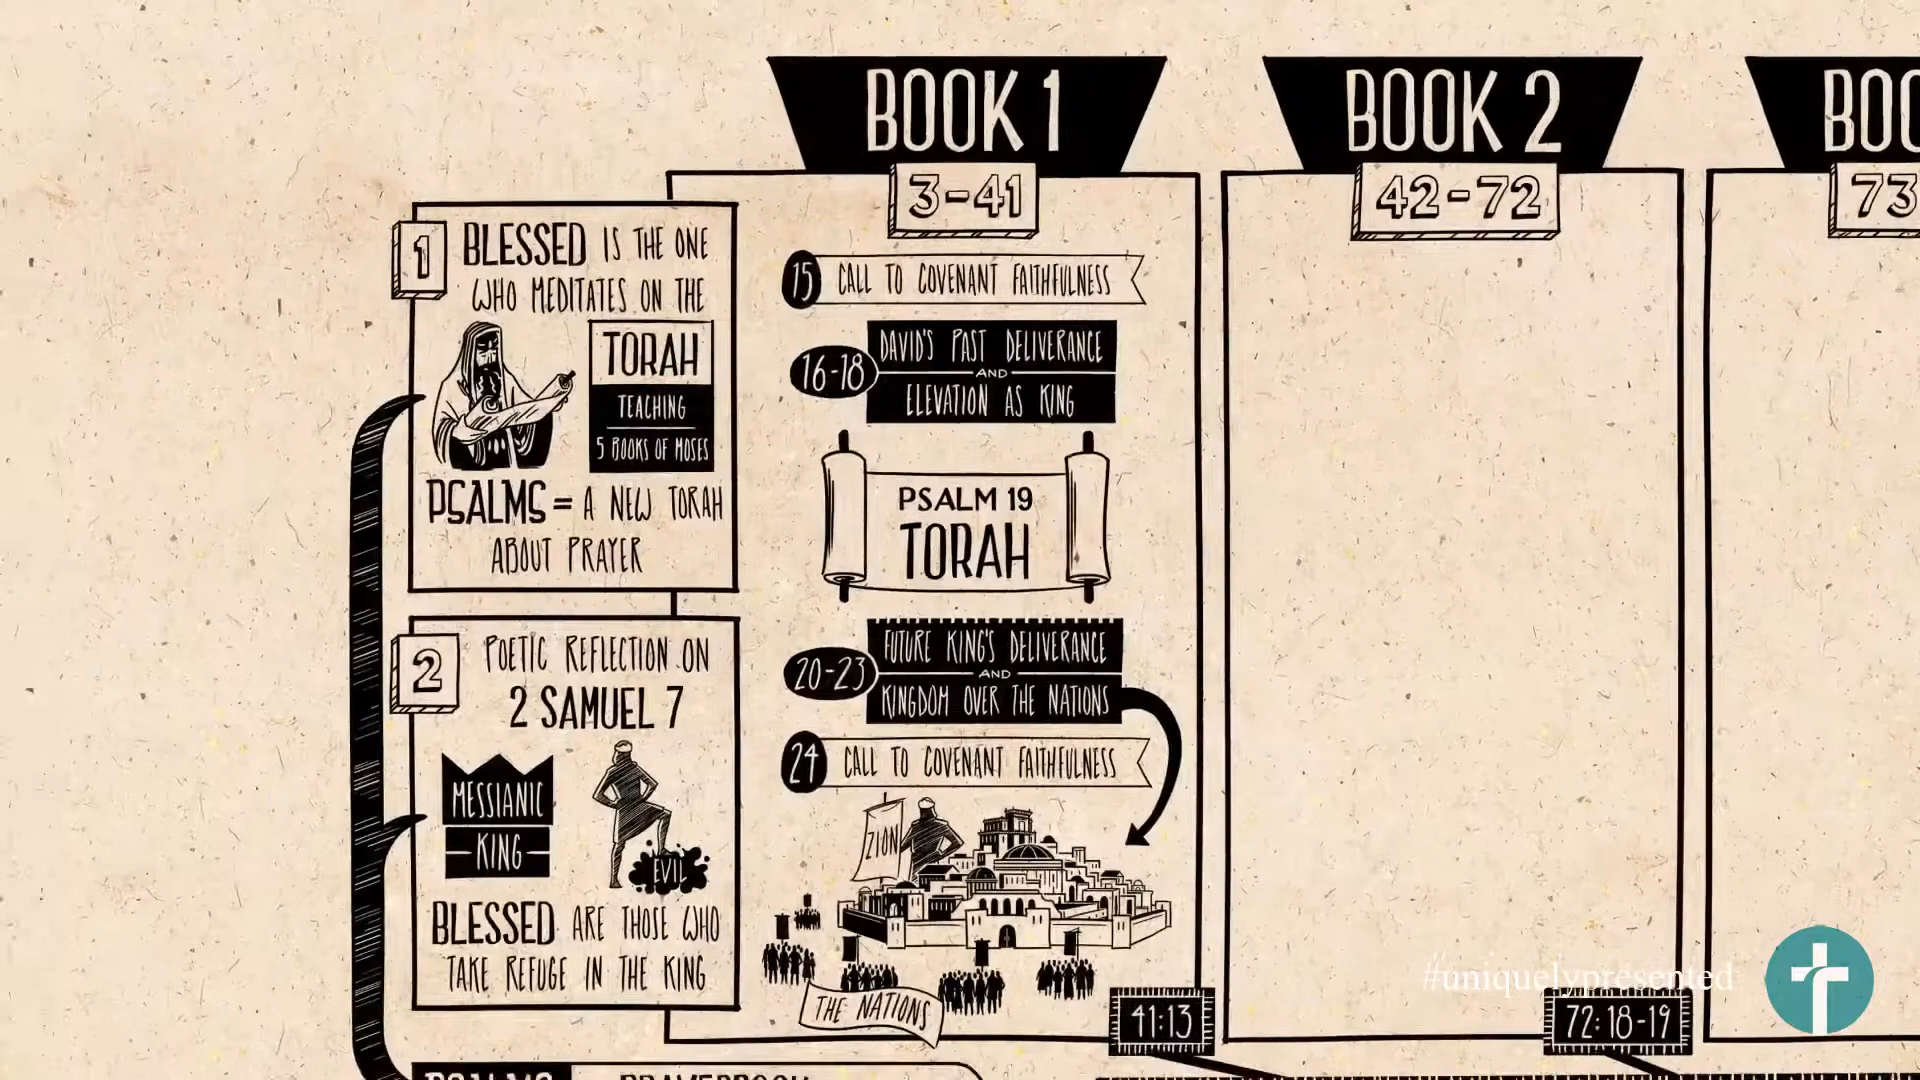 BOOK 1
3-41
BOOK 2
42-72
BOO
73
1
BLESSED IS THE ONE
WHO MEDITATES ON THE
TORAH
TEACHING
5 BOOKS OF MOSES
PSALMS = A NEW TORAH
ABOUT PRAYER
2
POETIC REFLECTION ON
2 SAMUEL 7
MESSIANIC
KING
EVIL
BLESSED ARE THOSE WHO
TAKE REFUGE IN THE KING
15 CALL TO COVENANT FAITHFULNESS
16-18
DAVID'S PAST DELIVERANCE
AND
ELEVATION AS KING
PSALM 19
TORAH
20-23
FUTURE KING'S DELIVERANCE
AND
KINGDOM OVER THE NATIONS
24 CALL TO COVENANT FAITHFULNESS
ZION
THE NATIONS
41:13
72:18-19
#uniquelypresented
PSALMS
PRAYERBOOK